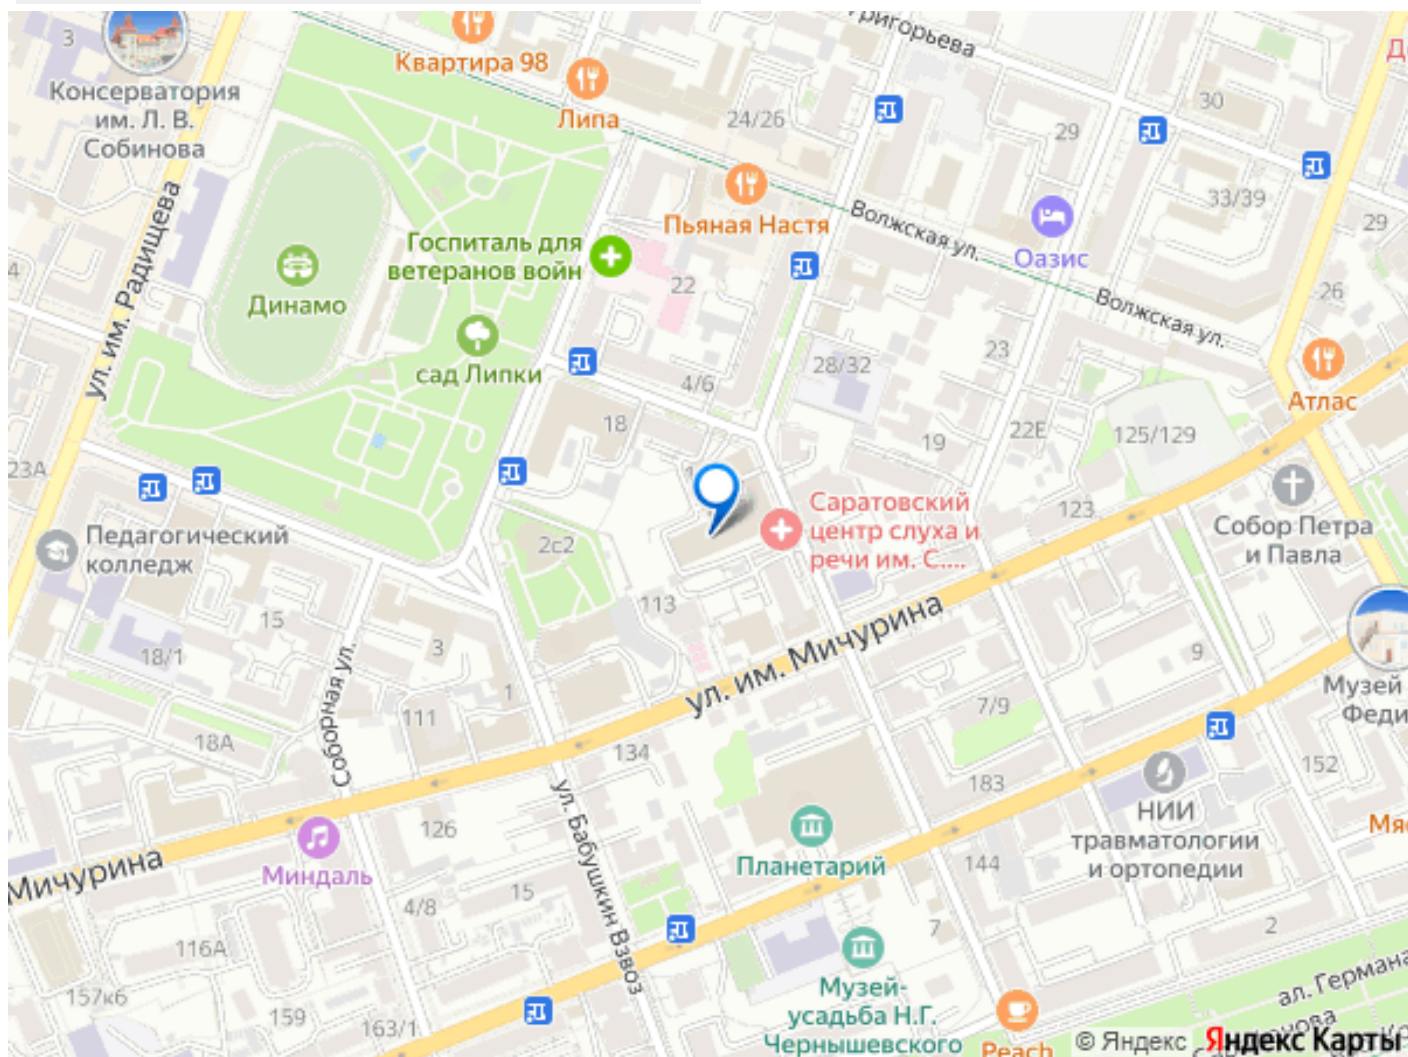 3
Консерватория
им. Л. В.
Собинова
Квартира 98
Липа
24/26
Григорьева
30
29
33/39
29
Пьяная Настя
Волжская ул.
Оазис
Волжская ул.
26
Атлас
ул. им. Радищева
4
Динамо
Госпиталь для
ветеранов войн
22
сад Липки
4/6
28/32
23
18
19
22Е
125/129
23А
Педагогический
колледж
2с2
Саратовский
центр слуха и
речи им. С....
123
Собор Петра
и Павла
113
15
18/1
3
1
111
18А
Соборная ул.
ул. им. Мичурина
134
7/9
9
183
Музей
Феди
152
НИИ
травматологии
и ортопедии
Мичурина
Миндаль
126
15
4/8
ул. Бабушкин Взвоз
Планетарий
144
7
2
116А
157к6
159
163/1
Музей-
усадьба Н.Г.
Чернышевского
Peach
ал. Германа
© Яндекс Яндекс Карты